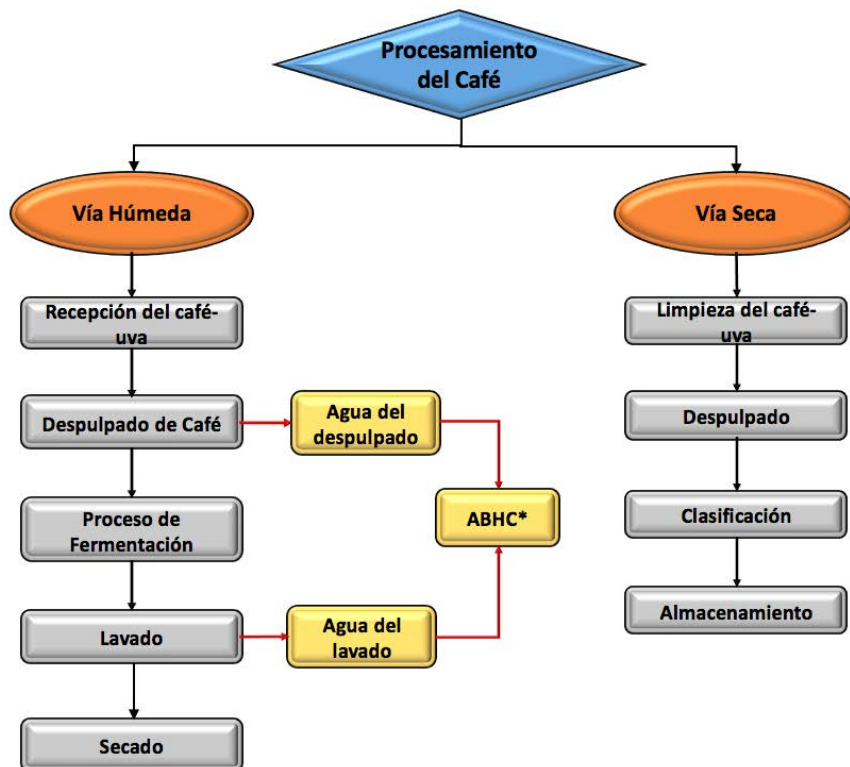 Procesamiento
del Café
Vía Húmeda
Vía Seca
Recepción del café-
uva
Limpieza del café-
uva
Despulpado de Café
Agua del
despulpado
Despulpado
Proceso de
Fermentación
ABHC*
Clasificación
Lavado
Agua del
lavado
Almacenamiento
Secado